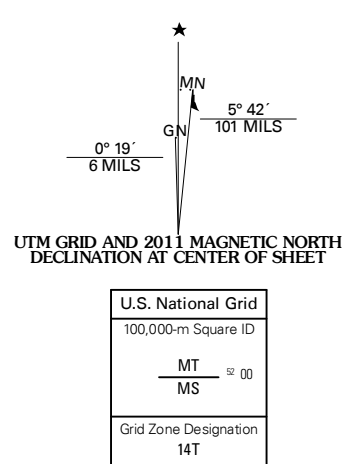 ★
MN
GN
5° 42´
101 MILS
0° 19´
6 MILS
UTM GRID AND 2011 MAGNETIC NORTH
DECLINATION AT CENTER OF SHEET
U.S. National Grid
100,000-m Square ID
MT
52 00
MS
Grid Zone Designation
14T